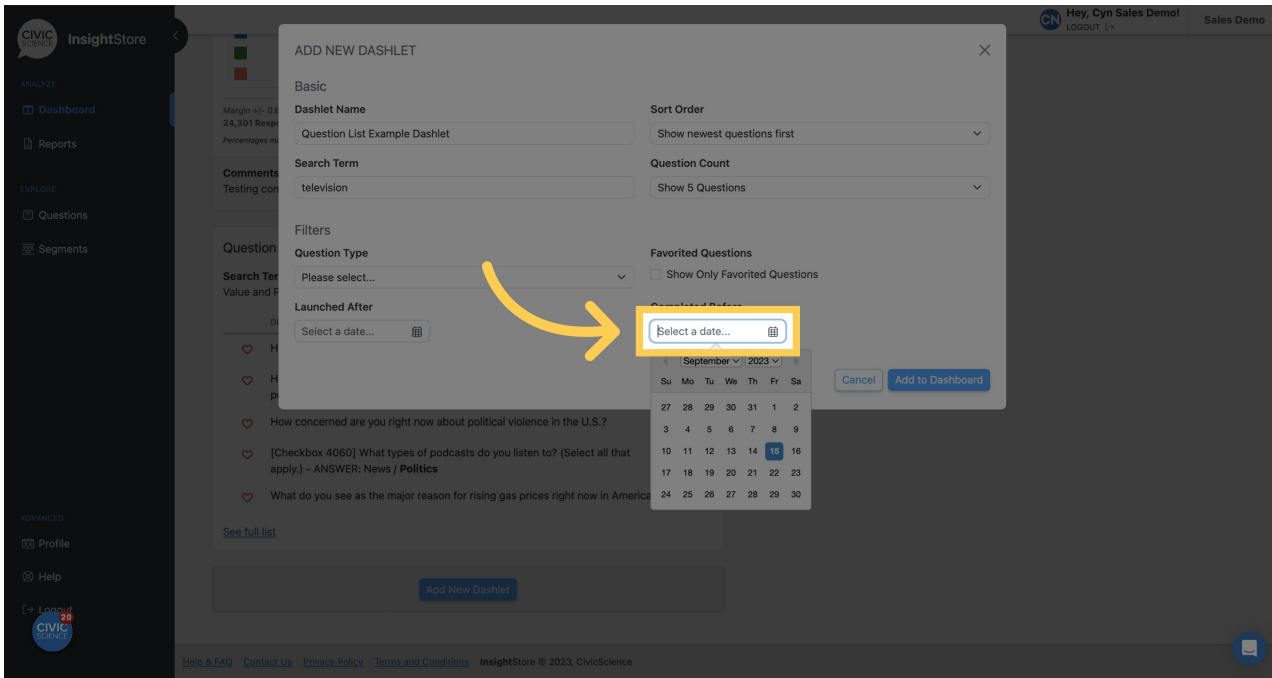 CIVIC
SCIENCE
InsightStore
Hey, Cyn Sales Demo!
CN
LOGOUT
Sales Demo
ANALYZE
Dashboard
Reports
EXPLORE
Questions
Segments
ADVANCED
Profile
Help
Logout
20
CIVIC
SCIENCE
Margin +/- 0.6
24,301 Respo
Percentages m
Comments
Testing con
Question
Search Ter
Value and P
ADD NEW DASHLET
Basic
Dashlet Name
Sort Order
Question List Example Dashlet
Show newest questions first
Search Term
Question Count
television
Show 5 Questions
Filters
Question Type
Favorited Questions
Please select...
Show Only Favorited Questions
Launched After
Completed Before
Select a date...
Select a date...
September 2023
Su Mo Tu We Th Fr Sa
27 28 29 30 31 1 2
3 4 5 6 7 8 9
10 11 12 13 14 15 16
17 18 19 20 21 22 23
24 25 26 27 28 29 30
Cancel
Add to Dashboard
How concerned are you right now about political violence in the U.S.?
[Checkbox 4060] What types of podcasts do you listen to? (Select all that
apply.) – ANSWER: News / Politics
What do you see as the major reason for rising gas prices right now in America
See full list
Add New Dashlet
Help & FAQ Contact Us Privacy Policy Terms and Conditions InsightStore © 2023, CivicScience